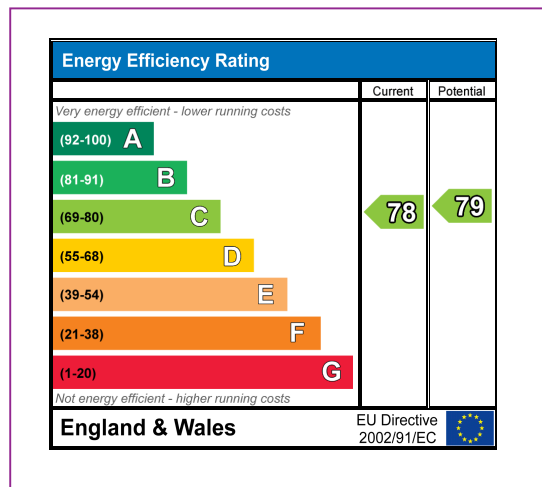 Energy Efficiency Rating
Current Potential
Very energy efficient - lower running costs
(92-100) A
(81-91) B
(69-80) C 78 79
(55-68) D
(39-54) E
(21-38) F
(1-20) G
Not energy efficient - higher running costs
England & Wales
EU Directive
2002/91/EC